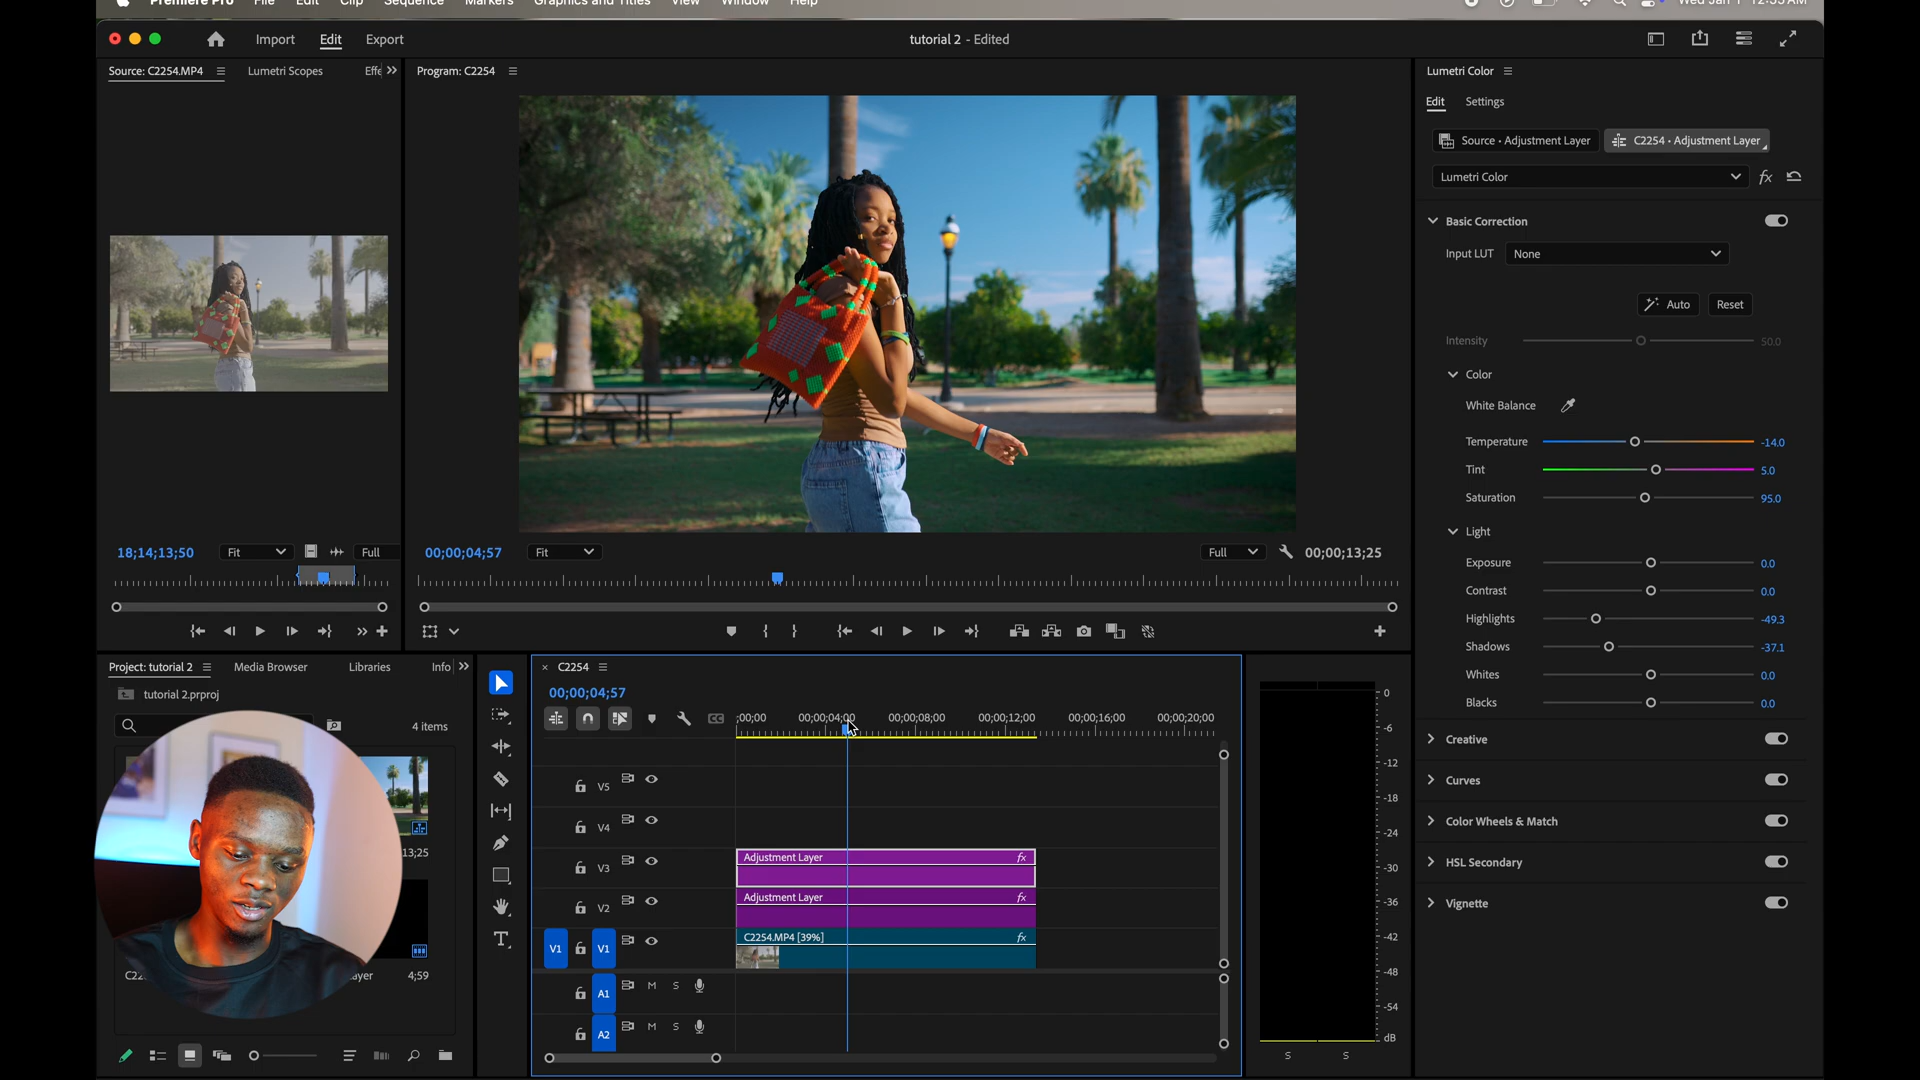 Premiere Pro File Edit Clip Sequence Markers Graphics and Titles View Window Help Wed Jan 1 12:53 AM
Import Edit Export tutorial 2 - Edited
Source: C2254.MP4 Lumetri Scopes Effe Program: C2254 Lumetri Color
Edit Settings
Source • Adjustment Layer C2254 • Adjustment Layer
Lumetri Color fx
Basic Correction
Input LUT None
Auto Reset
Intensity 50.0
Color
White Balance
Temperature -14.0
Tint 5.0
Saturation 95.0
Light
18;14;13;50 Fit Full 00;00;04;57 Fit Full 00;00;13;25
Exposure 0.0
Contrast 0.0
Highlights -49.3
Shadows -37.1
Whites 0.0
Blacks 0.0
Creative
Curves
Color Wheels & Match
HSL Secondary
Vignette
Project: tutorial 2 Media Browser Libraries Info
tutorial 2.prproj
4 items
13;25
C22 ayer 4;59
× C2254
00;00;04;57
CC ;00;00 00;00;04;00 00;00;08;00 00;00;12;00 00;00;16;00 00;00;20;00
V5
V4
V3 Adjustment Layer fx
V2 Adjustment Layer fx
V1 V1 C2254.MP4 [39%] fx
A1 M S
A2 M S
0
-6
-12
-18
-24
-30
-36
-42
-48
-54
dB
S S